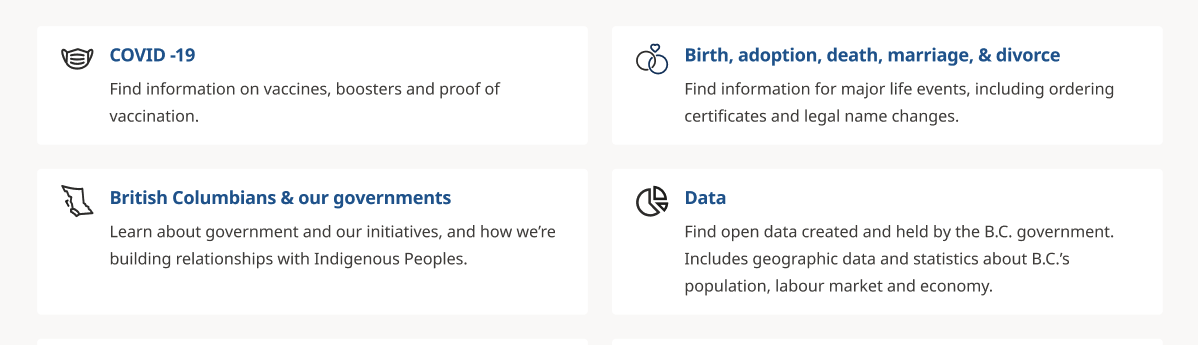 COVID -19
Find information on vaccines, boosters and proof of
vaccination.
Birth, adoption, death, marriage, & divorce
Find information for major life events, including ordering
certificates and legal name changes.
British Columbians & our governments
Learn about government and our initiatives, and how we’re
building relationships with Indigenous Peoples.
Data
Find open data created and held by the B.C. government.
Includes geographic data and statistics about B.C.’s
population, labour market and economy.